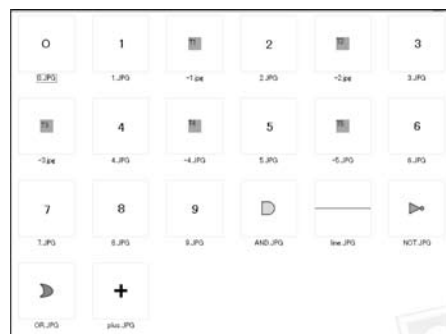 0 1 2 3
0.JPG 1.JPG -1.jpg 2.JPG -2.jpg 3.JPG
4 5 6
-3.jpg 4.JPG -4.JPG 5.JPG -5.JPG 6.JPG
7 8 9
7.JPG 8.JPG 9.JPG AND.JPG line.JPG NOT.JPG
+
OR.JPG plus.JPG